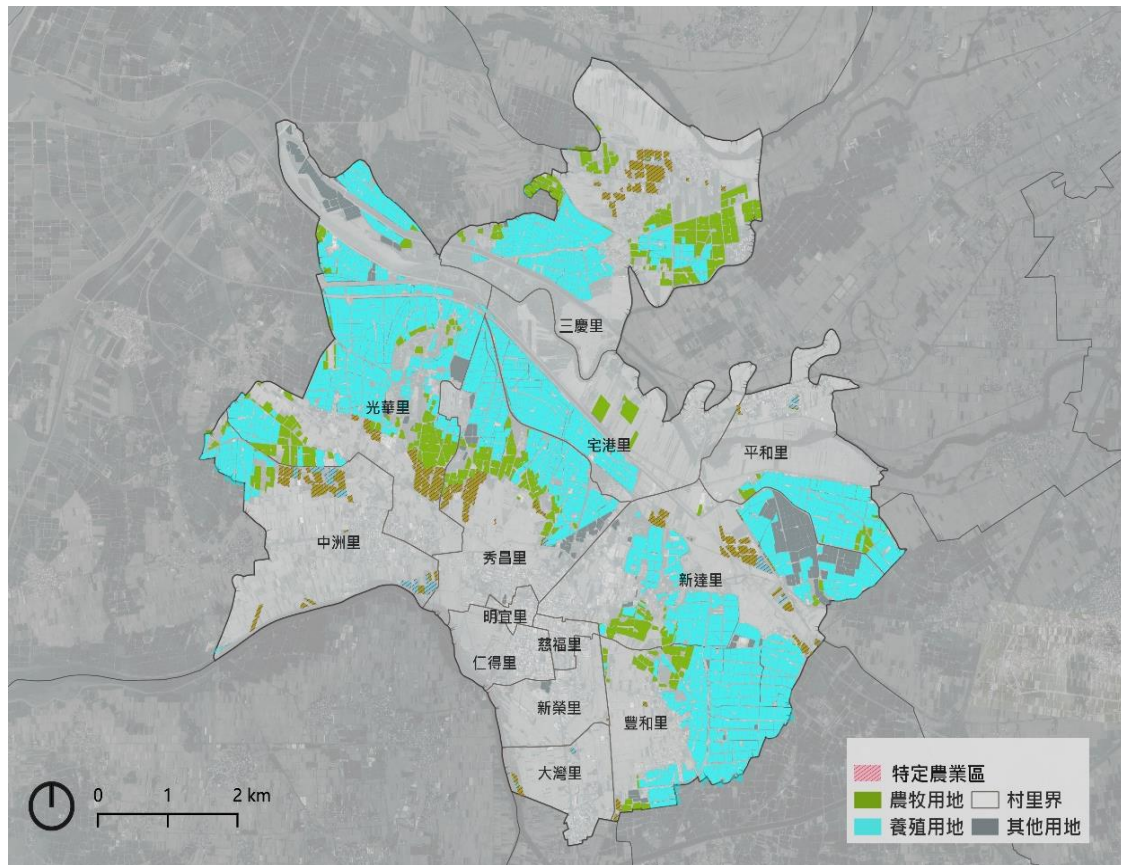 三慶里
光華里
宅港里
平和里
中洲里
秀昌里
新達里
明宜里
慈福里
仁得里
新榮里
豐和里
大灣里
0 1 2 km
特定農業區
農牧用地 村里界
養殖用地 其他用地